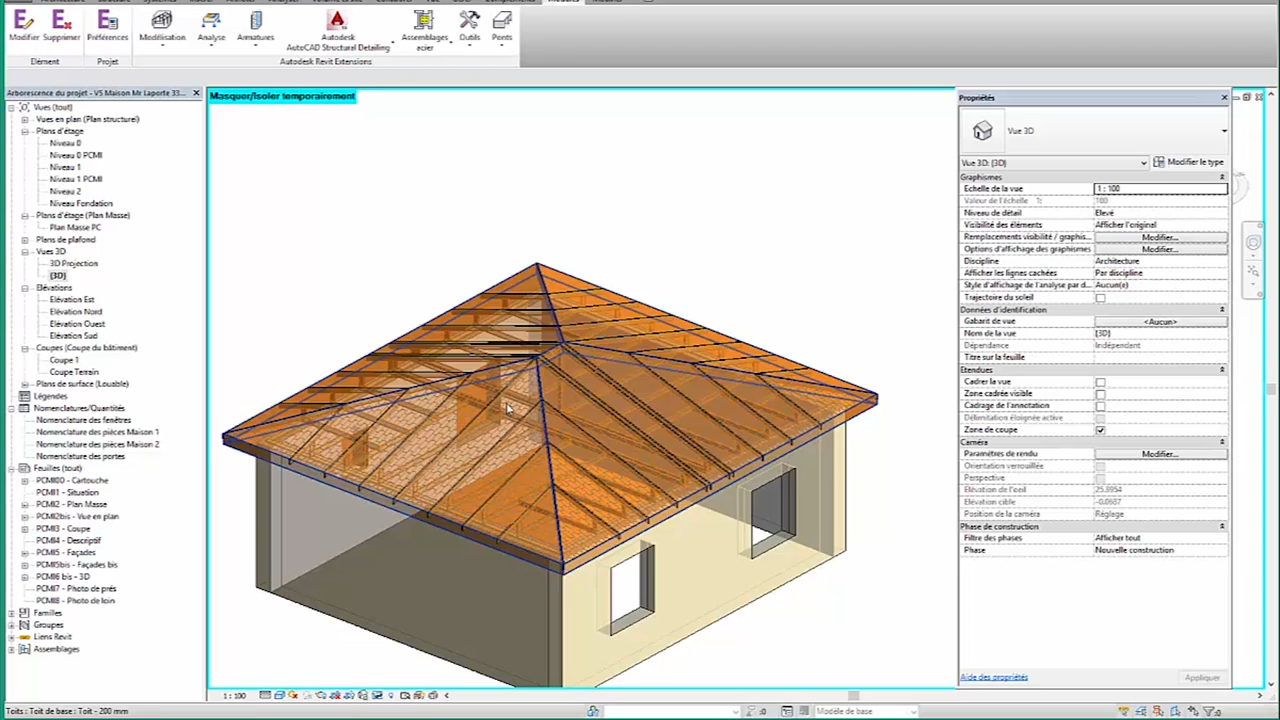 Modifier
Supprimer
Préférences
Modélisation
Analyse
Armatures
Autodesk
AutoCAD Structural Detailing
Assemblages
acier
Outils
Ponts
Elément
Projet
Autodesk Revit Extensions
Arborescence du projet - V5 Maison Mr Laporte 33...
Vues (tout)
Vues en plan (Plan structurel)
Plans d'étage
Niveau 0
Niveau 0 PCMI
Niveau 1
Niveau 1 PCMI
Niveau 2
Niveau Fondation
Plans d'étage (Plan Masse)
Plan Masse PC
Plans de plafond
Vues 3D
3D Projection
{3D}
Elévations
Elévation Est
Elévation Nord
Elévation Ouest
Elévation Sud
Coupes (Coupe du bâtiment)
Coupe 1
Coupe Terrain
Plans de surface (Louable)
Légendes
Nomenclatures/Quantités
Nomenclature des fenêtres
Nomenclature des pièces Maison 1
Nomenclature des pièces Maison 2
Nomenclature des portes
Feuilles (tout)
PCMI00 - Cartouche
PCMI1 - Situation
PCMI2 - Plan Masse
PCMI2bis - Vue en plan
PCMI3 - Coupe
PCMI4 - Descriptif
PCMI5 - Façades
PCMI5bis - Façades bis
PCMI6 bis - 3D
PCMI7 - Photo de prés
PCMI8 - Photo de loin
Familles
Groupes
Liens Revit
Assemblages
Masquer/Isoler temporairement
Propriétés
Vue 3D
Vue 3D: {3D}
Modifier le type
Graphismes
Echelle de la vue 1 : 100
Valeur de l'échelle 1: 100
Niveau de détail Elevé
Visibilité des éléments Afficher l'original
Remplacements visibilité / graphis... Modifier...
Options d'affichage des graphismes Modifier...
Discipline Architecture
Afficher les lignes cachées Par discipline
Style d'affichage de l'analyse par d... Aucun(e)
Trajectoire du soleil
Données d'identification
Gabarit de vue <Aucun>
Nom de la vue {3D}
Dépendance Indépendant
Titre sur la feuille
Etendues
Cadrer la vue
Zone cadrée visible
Cadrage de l'annotation
Délimitation éloignée active
Zone de coupe
Caméra
Paramètres de rendu Modifier...
Orientation verrouillée
Perspective
Elévation de l'oeil 25.8954
Elévation cible -0.0687
Position de la caméra Réglage
Phase de construction
Filtre des phases Afficher tout
Phase Nouvelle construction
Aide des propriétés
Appliquer
1 : 100
Toits : Toit de base : Toit - 200 mm
:0
Modèle de base
:0